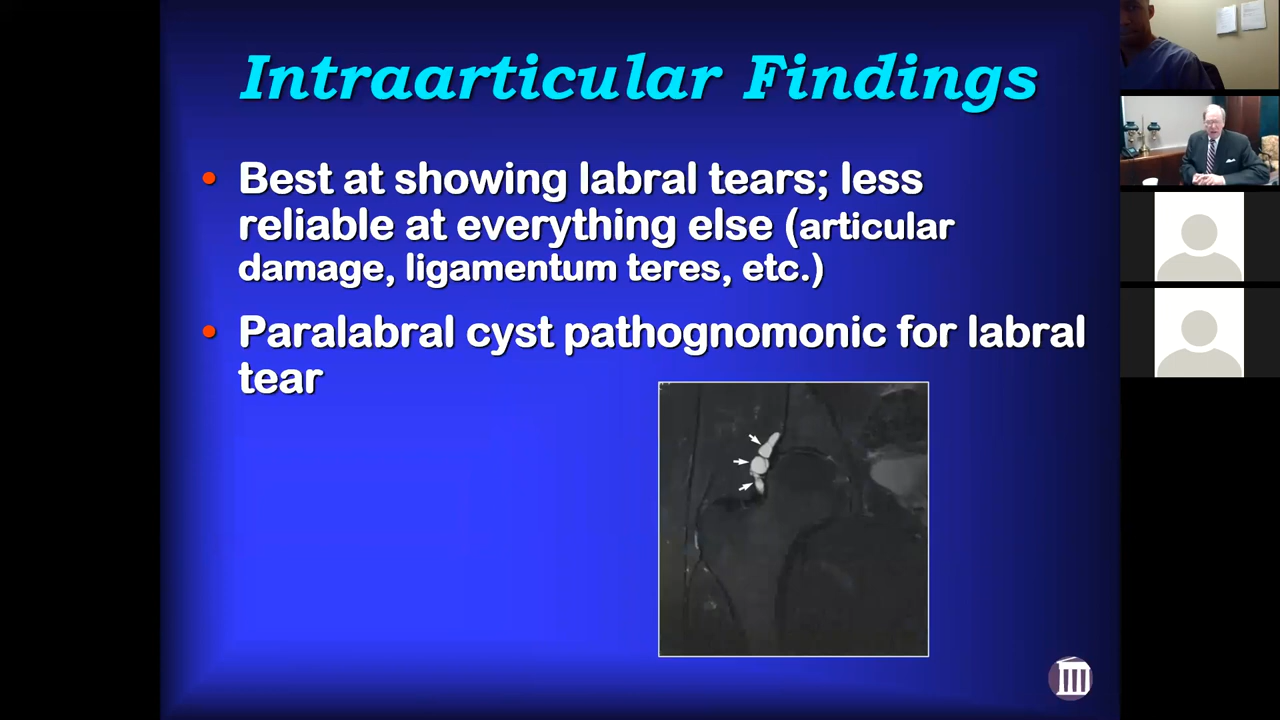 Intraarticular Findings
• Best at showing labral tears; less
reliable at everything else (articular
damage, ligamentum teres, etc.)
• Paralabral cyst pathognomonic for labral
tear